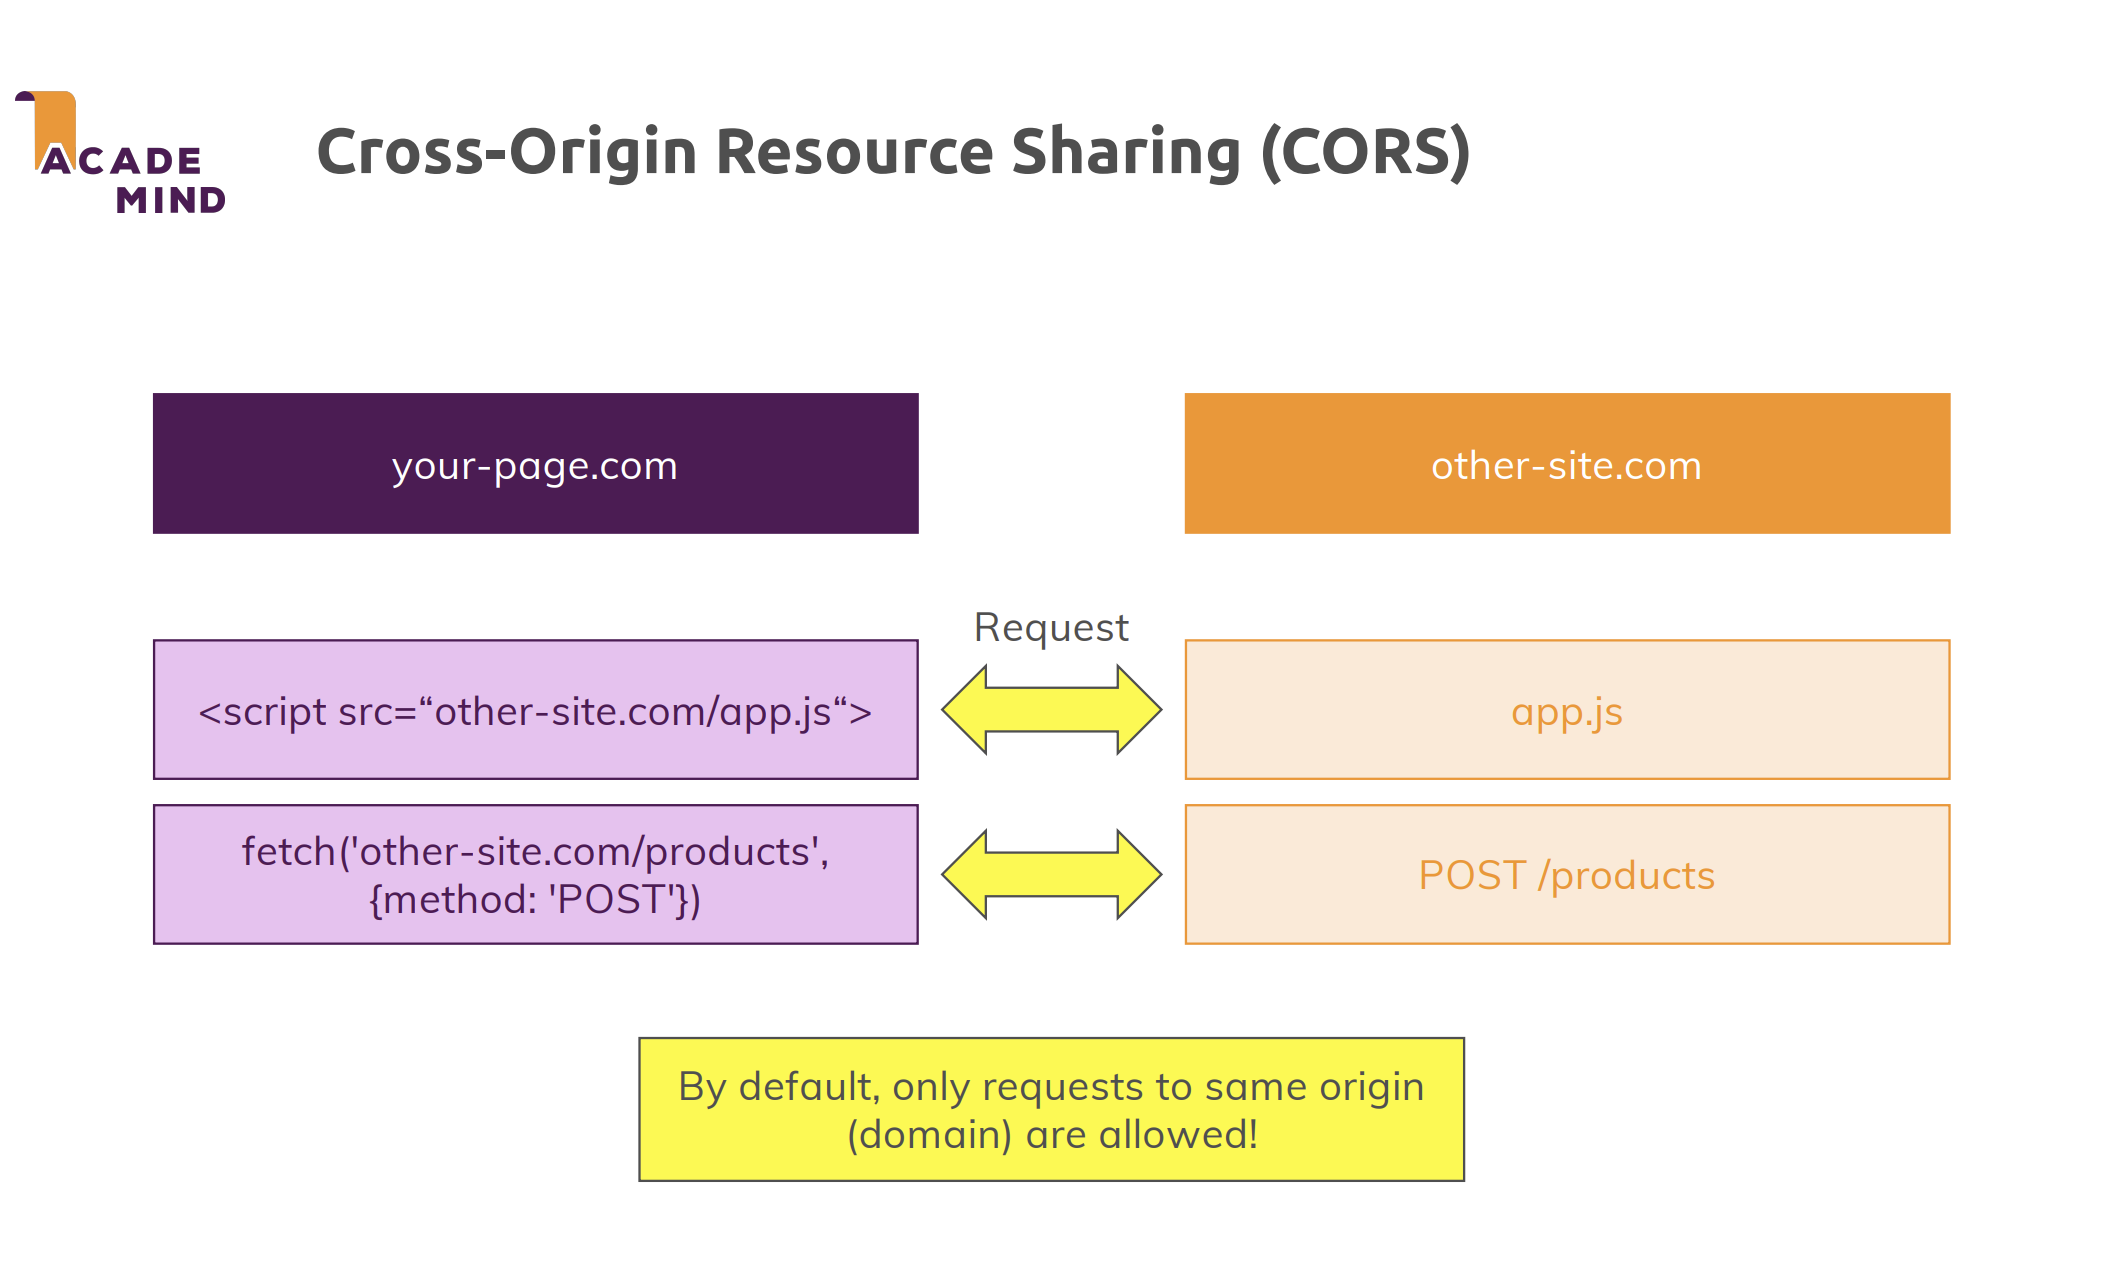 ACADE
MIND
Cross-Origin Resource Sharing (CORS)
your-page.com
other-site.com
Request
<script src=“other-site.com/app.js“>
app.js
fetch('other-site.com/products',
{method: 'POST'})
POST /products
By default, only requests to same origin
(domain) are allowed!